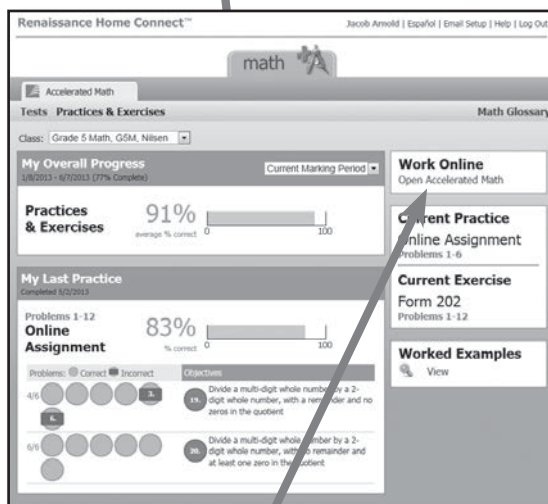 Renaissance Home Connect™
Jacob Arnold | Español | Email Setup | Help | Log Out
math
Accelerated Math
Tests Practices & Exercises
Math Glossary
Class: Grade 5 Math, G5M, Nilsen
My Overall Progress
1/8/2013 - 6/7/2013 (77% Complete)
Current Marking Period
Practices
& Exercises
91%
average % correct
0
100
My Last Practice
Completed 5/2/2013
Problems 1-12
Online
Assignment
83%
% correct
0
100
Problems: Correct Incorrect
Objectives
4/6
3.
6.
19.
Divide a multi-digit whole number by a 2-
digit whole number, with a remainder and no
zeros in the quotient
6/6
20.
Divide a multi-digit whole number by a 2-
digit whole number, with no remainder and
at least one zero in the quotient
Work Online
Open Accelerated Math
Current Practice
Online Assignment
Problems 1-6
Current Exercise
Form 202
Problems 1-12
Worked Examples
View